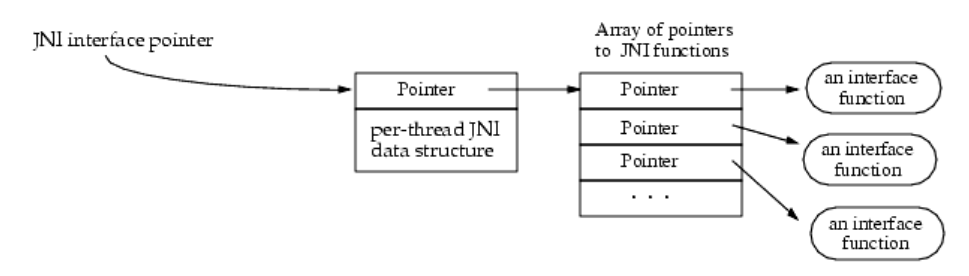 JNI interface pointer
Array of pointers
to JNI functions
Pointer
per-thread JNI
data structure
Pointer
Pointer
Pointer
. . .
an interface
function
an interface
function
an interface
function